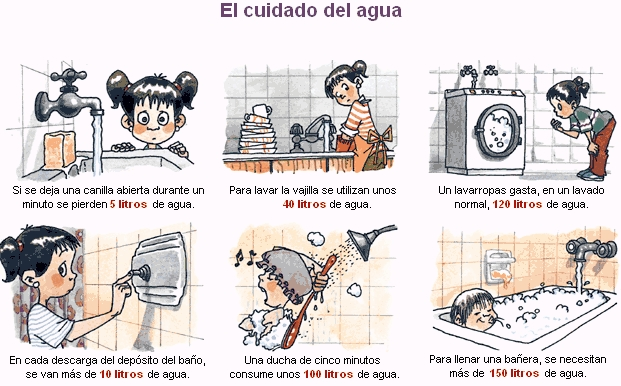 El cuidado del agua
Si se deja una canilla abierta durante un
minuto se pierden 5 litros de agua.
Para lavar la vajilla se utilizan unos
40 litros de agua.
Un lavarropas gasta, en un lavado
normal, 120 litros de agua.
En cada descarga del depósito del baño,
se van más de 10 litros de agua.
Una ducha de cinco minutos
consume unos 100 litros de agua.
Para llenar una bañera, se necesitan
más de 150 litros de agua.